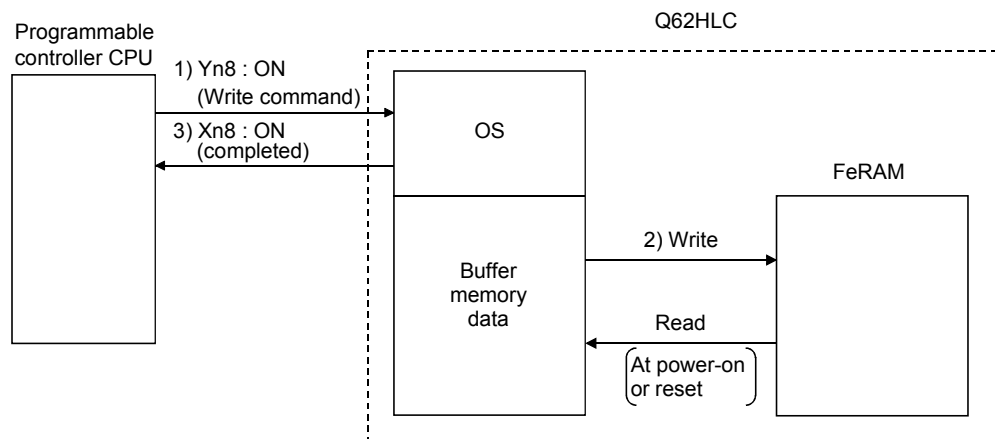 Q62HLC
Programmable
controller CPU
1) Yn8 : ON
(Write command)
3) Xn8 : ON
(completed)
OS
FeRAM
2) Write
Buffer
memory
data
Read
At power-on
or reset